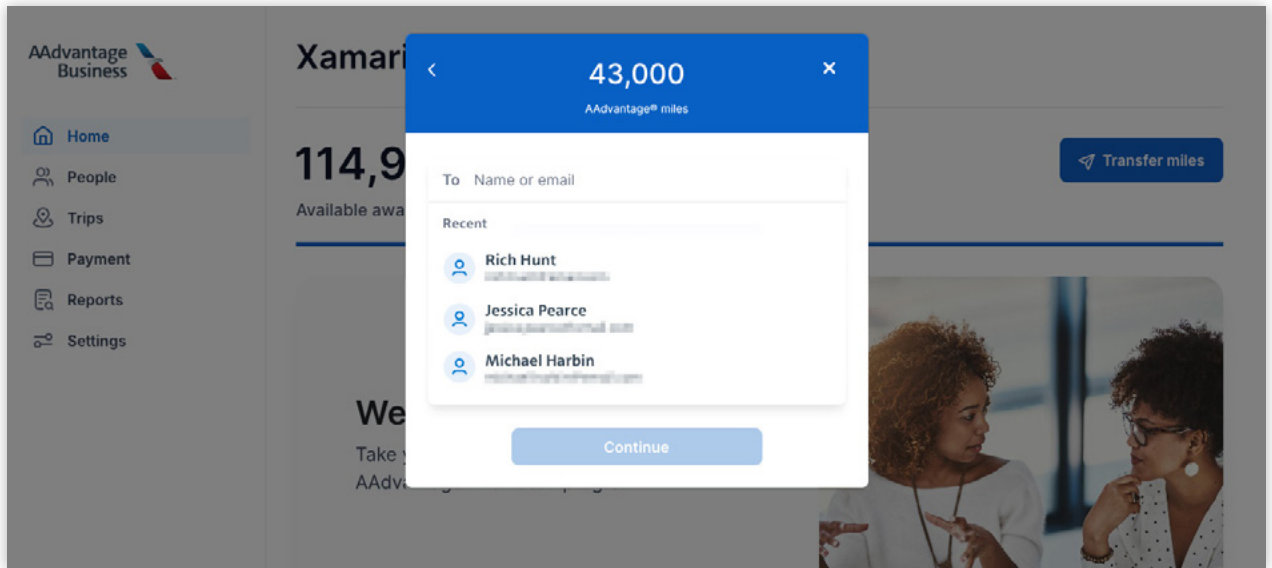 AAdvantage
Business
Home
People
Trips
Payment
Reports
Settings
Xamari
114,9
Available awa
Transfer miles
43,000
AAdvantage® miles
To Name or email
Recent
Rich Hunt
Jessica Pearce
Michael Harbin
Continue
We
Take
AAdva